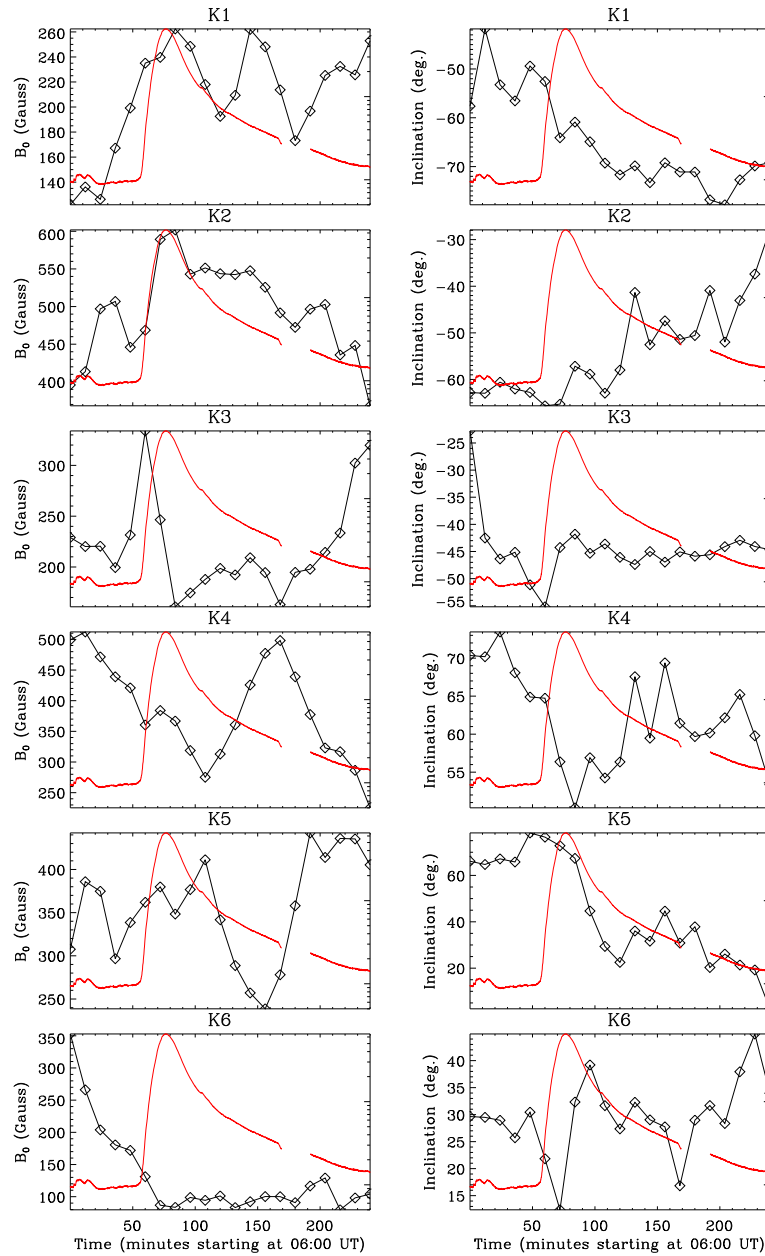 K1 K1
260
240
220
200
180
160
140
B₀ (Gauss)
-50
-60
-70
Inclination (deg.)
K2 K2
600
550
500
450
400
B₀ (Gauss)
-30
-40
-50
-60
Inclination (deg.)
K3 K3
300
250
200
B₀ (Gauss)
-25
-30
-35
-40
-45
-50
-55
Inclination (deg.)
K4 K4
500
450
400
350
300
250
B₀ (Gauss)
70
65
60
55
Inclination (deg.)
K5 K5
400
350
300
250
B₀ (Gauss)
60
40
20
Inclination (deg.)
K6 K6
350
300
250
200
150
100
B₀ (Gauss)
40
35
30
25
20
15
Inclination (deg.)
50 100 150 200 50 100 150 200
Time (minutes starting at 06:00 UT) Time (minutes starting at 06:00 UT)